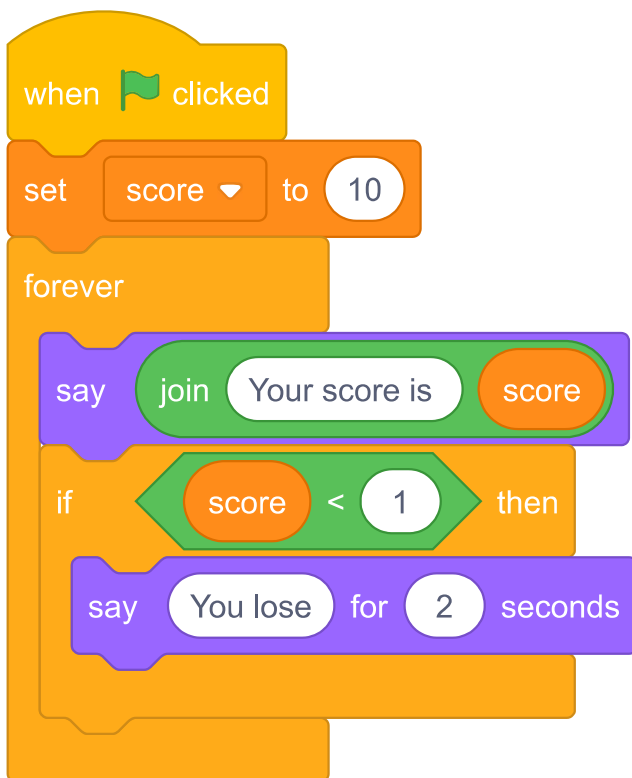 when clicked
set score to 10
forever
say join Your score is score
if score < 1 then
say You lose for 2 seconds